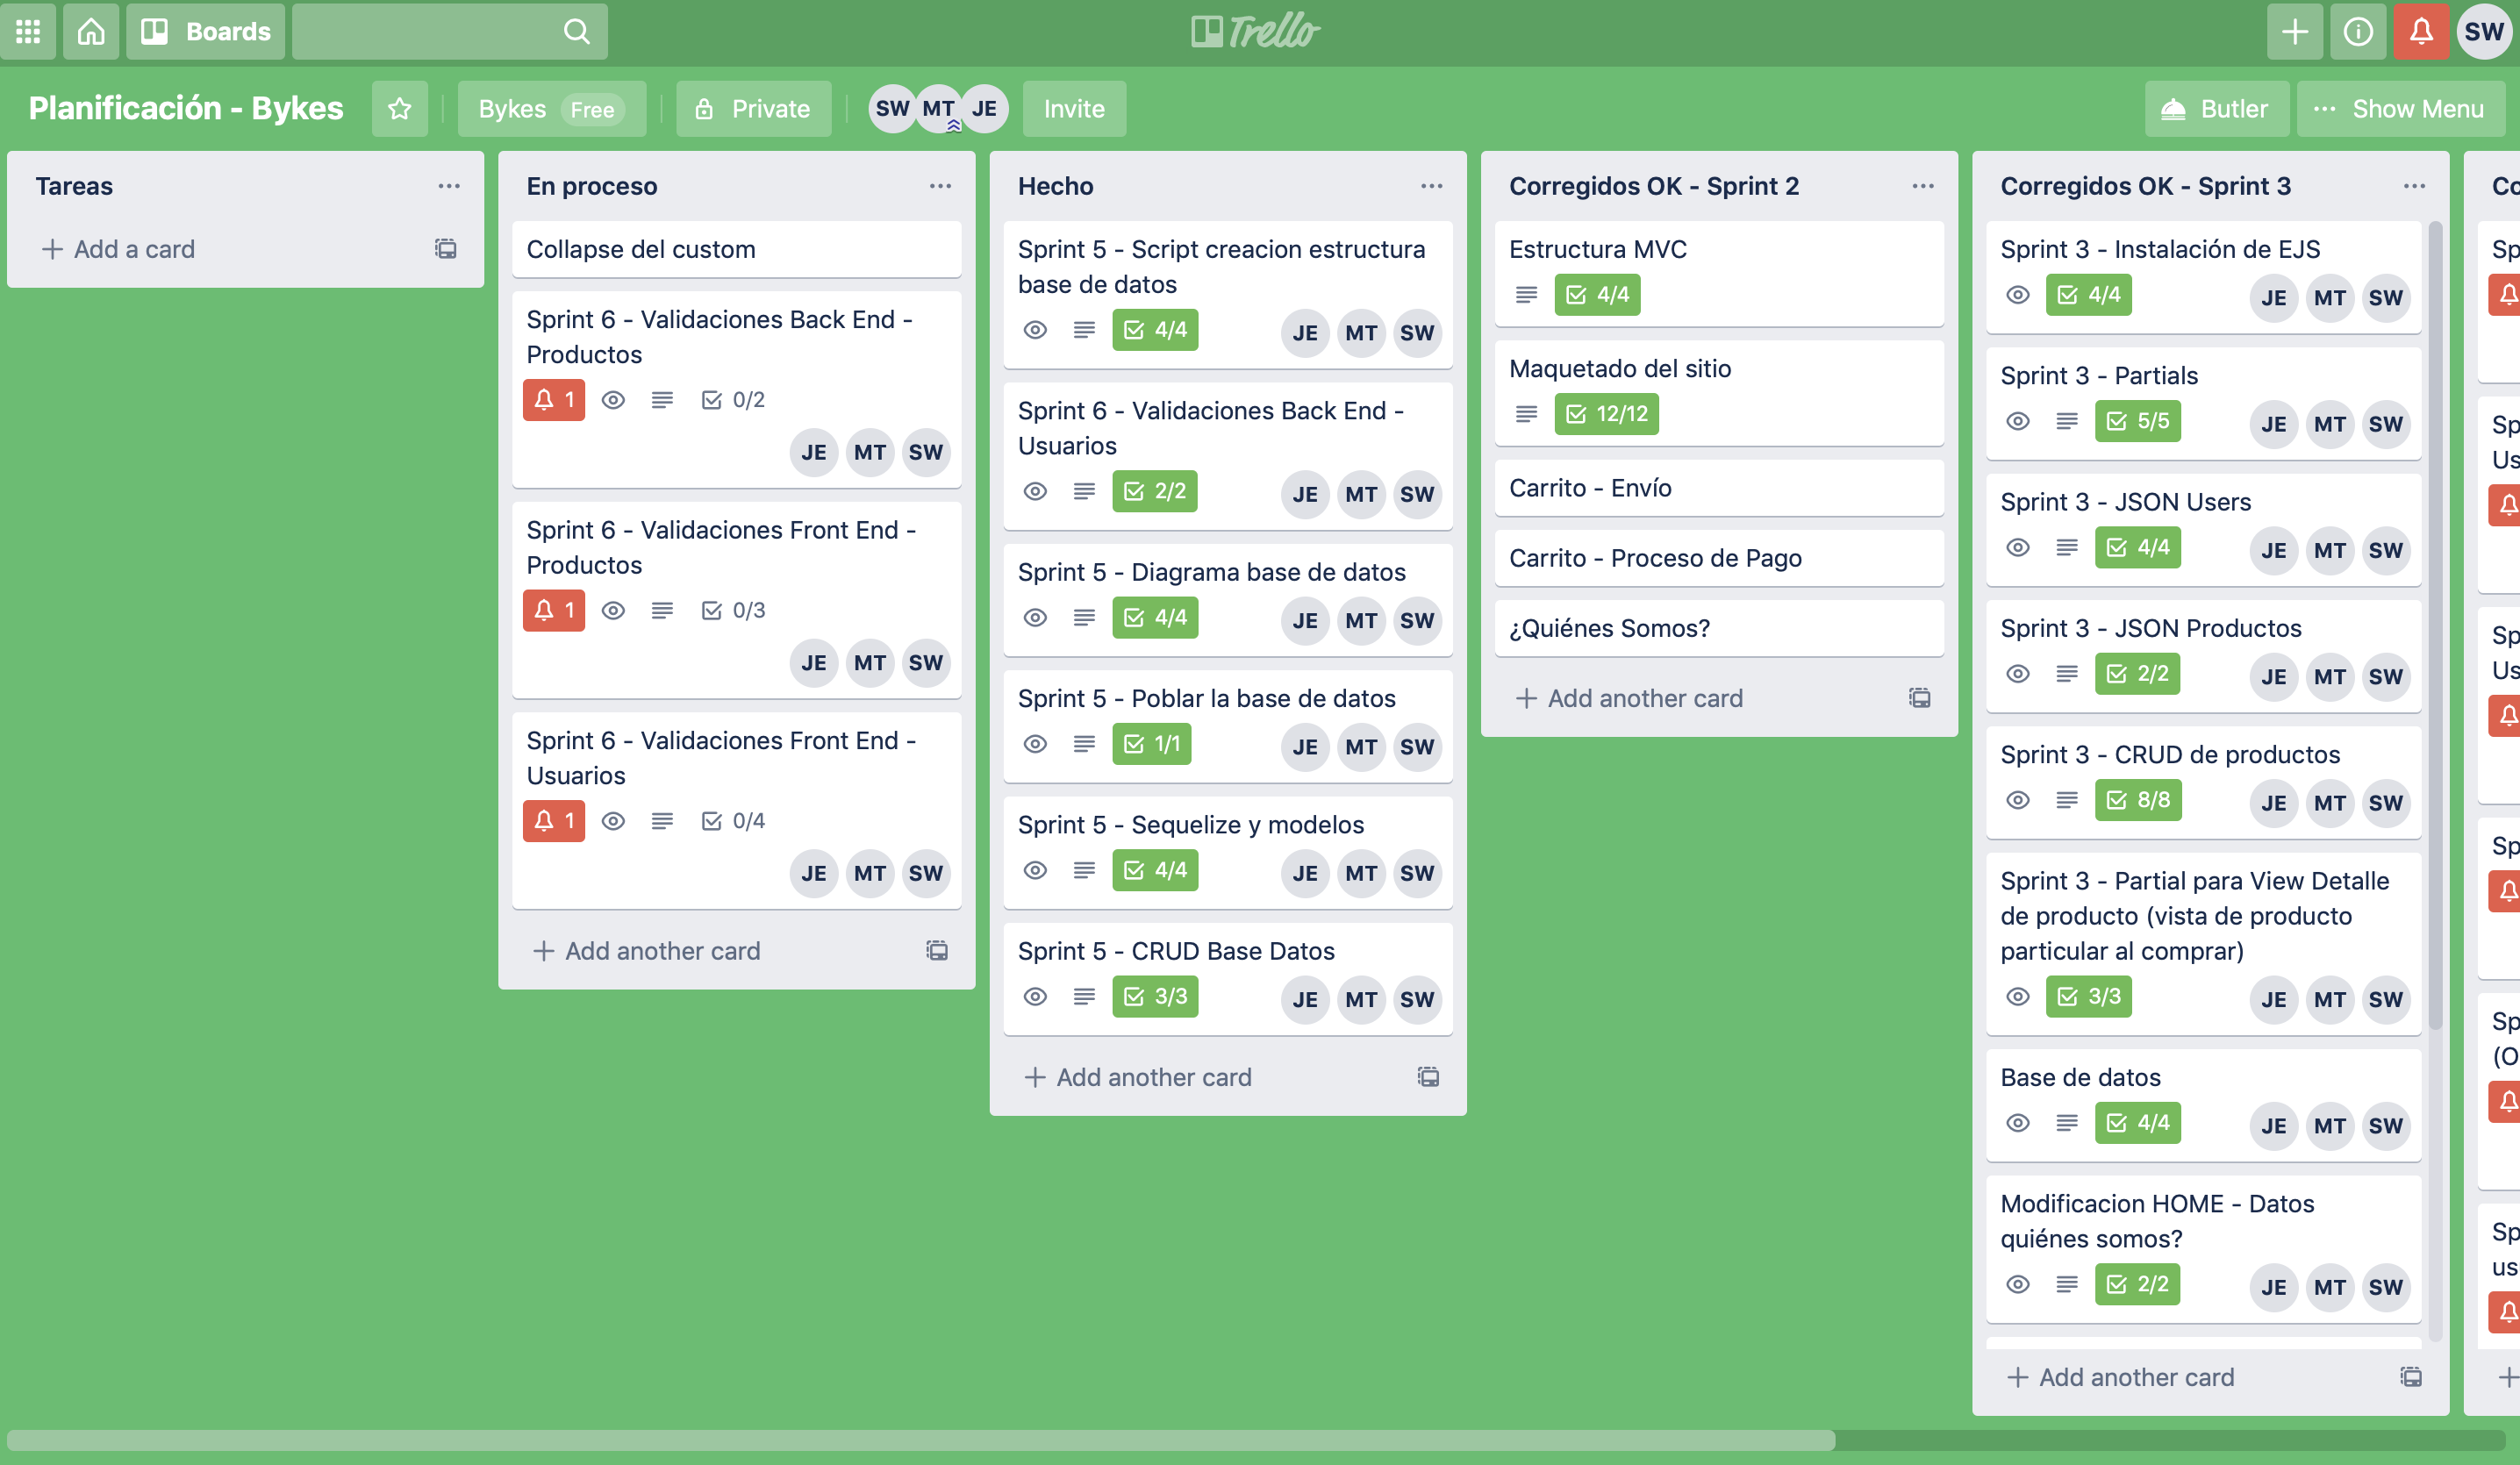 Boards
Trello
SW
Planificación - Bykes
Bykes Free
Private
SW MT JE
Invite
Butler
Show Menu
Tareas
Add a card
En proceso
Collapse del custom
Sprint 6 - Validaciones Back End -
Productos
1 0/2
JE MT SW
Sprint 6 - Validaciones Front End -
Productos
1 0/3
JE MT SW
Sprint 6 - Validaciones Front End -
Usuarios
1 0/4
JE MT SW
Add another card
Hecho
Sprint 5 - Script creacion estructura
base de datos
4/4 JE MT SW
Sprint 6 - Validaciones Back End -
Usuarios
2/2 JE MT SW
Sprint 5 - Diagrama base de datos
4/4 JE MT SW
Sprint 5 - Poblar la base de datos
1/1 JE MT SW
Sprint 5 - Sequelize y modelos
4/4 JE MT SW
Sprint 5 - CRUD Base Datos
3/3 JE MT SW
Add another card
Corregidos OK - Sprint 2
Estructura MVC
4/4
Maquetado del sitio
12/12
Carrito - Envío
Carrito - Proceso de Pago
¿Quiénes Somos?
Add another card
Corregidos OK - Sprint 3
Sprint 3 - Instalación de EJS
4/4 JE MT SW
Sprint 3 - Partials
5/5 JE MT SW
Sprint 3 - JSON Users
4/4 JE MT SW
Sprint 3 - JSON Productos
2/2 JE MT SW
Sprint 3 - CRUD de productos
8/8 JE MT SW
Sprint 3 - Partial para View Detalle
de producto (vista de producto
particular al comprar)
3/3 JE MT SW
Base de datos
4/4 JE MT SW
Modificacion HOME - Datos
quiénes somos?
2/2 JE MT SW
Add another card